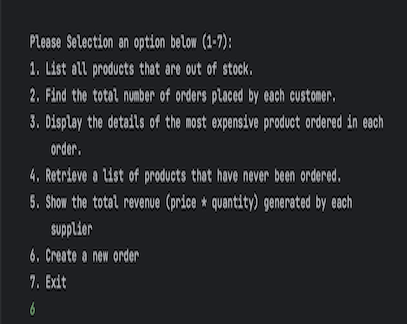 Please Selection an option below (1-7):
1. List all products that are out of stock.
2. Find the total number of orders placed by each customer.
3. Display the details of the most expensive product ordered in each
order.
4. Retrieve a list of products that have never been ordered.
5. Show the total revenue (price * quantity) generated by each
supplier
6. Create a new order
7. Exit
6